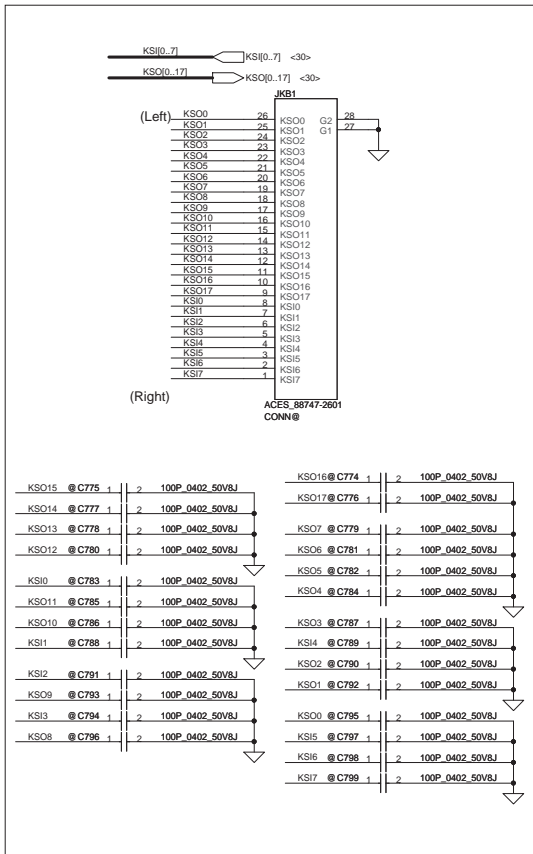 KSI[0..7] KSI[0..7] <30>
KSO[0..17] KSO[0..17] <30>
JKB1
(Left) KSO0 26 KSO0 G2 28
KSO1 25 KSO1 G1 27
KSO2 24 KSO2
KSO3 23 KSO3
KSO4 22 KSO4
KSO5 21 KSO5
KSO6 20 KSO6
KSO7 19 KSO7
KSO8 18 KSO8
KSO9 17 KSO9
KSO10 16 KSO10
KSO11 15 KSO11
KSO12 14 KSO12
KSO13 13 KSO13
KSO14 12 KSO14
KSO15 11 KSO15
KSO16 10 KSO16
KSO17 9 KSO17
KSI0 8 KSI0
KSI1 7 KSI1
KSI2 6 KSI2
KSI3 5 KSI3
KSI4 4 KSI4
KSI5 3 KSI5
KSI6 2 KSI6
KSI7 1 KSI7
(Right)
ACES_88747-2601
CONN@
KSO15 @ C775 1 2 100P_0402_50V8J
KSO14 @ C777 1 2 100P_0402_50V8J
KSO13 @ C778 1 2 100P_0402_50V8J
KSO12 @ C780 1 2 100P_0402_50V8J
KSI0 @ C783 1 2 100P_0402_50V8J
KSO11 @ C785 1 2 100P_0402_50V8J
KSO10 @ C786 1 2 100P_0402_50V8J
KSI1 @ C788 1 2 100P_0402_50V8J
KSI2 @ C791 1 2 100P_0402_50V8J
KSO9 @ C793 1 2 100P_0402_50V8J
KSI3 @ C794 1 2 100P_0402_50V8J
KSO8 @ C796 1 2 100P_0402_50V8J
KSO16 @ C774 1 2 100P_0402_50V8J
KSO17 @ C776 1 2 100P_0402_50V8J
KSO7 @ C779 1 2 100P_0402_50V8J
KSO6 @ C781 1 2 100P_0402_50V8J
KSO5 @ C782 1 2 100P_0402_50V8J
KSO4 @ C784 1 2 100P_0402_50V8J
KSO3 @ C787 1 2 100P_0402_50V8J
KSI4 @ C789 1 2 100P_0402_50V8J
KSO2 @ C790 1 2 100P_0402_50V8J
KSO1 @ C792 1 2 100P_0402_50V8J
KSO0 @ C795 1 2 100P_0402_50V8J
KSI5 @ C797 1 2 100P_0402_50V8J
KSI6 @ C798 1 2 100P_0402_50V8J
KSI7 @ C799 1 2 100P_0402_50V8J